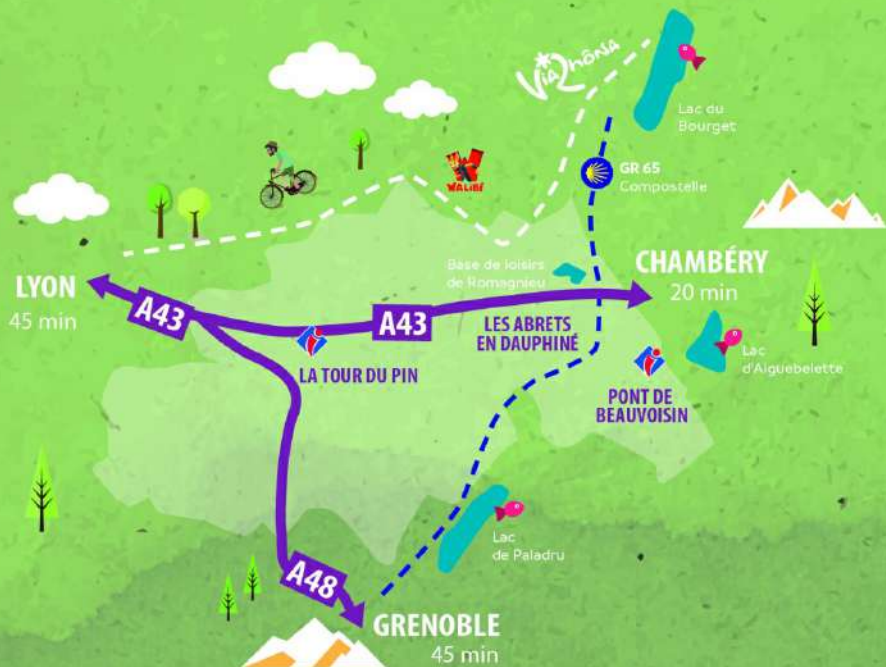 ViaRhôna
Lac du
Bourget
WALIBI
GR 65
Compostelle
Base de loisirs
de Romagnieu
CHAMBÉRY
20 min
LYON
45 min
A43
A43
LES ABRETS
EN DAUPHINÉ
LA TOUR DU PIN
Lac
d'Aiguebelette
PONT DE
BEAUVOISIN
Lac
de Paladru
A48
GRENOBLE
45 min